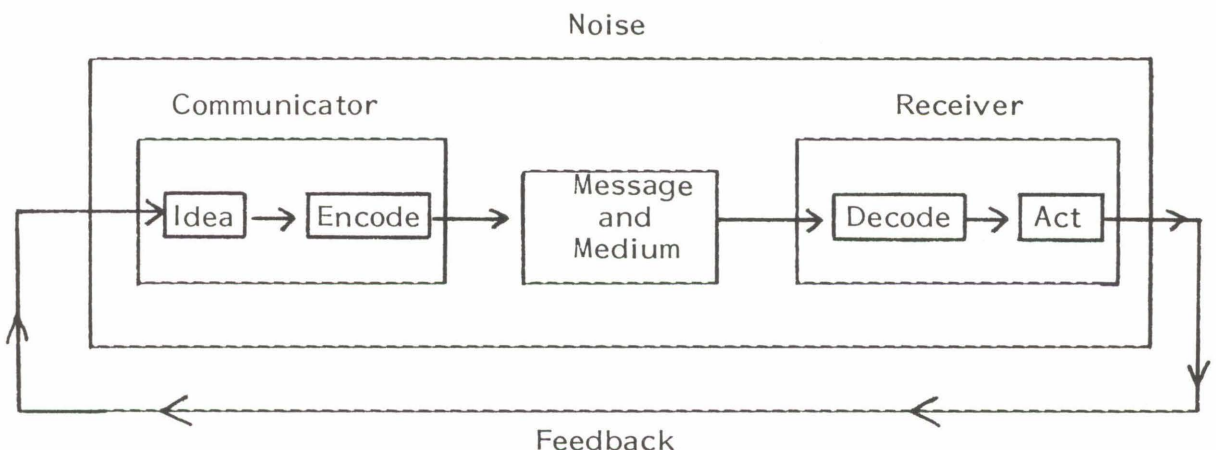 Noise
Communicator
Receiver
Idea
Encode
Message
and
Medium
Decode
Act
Feedback